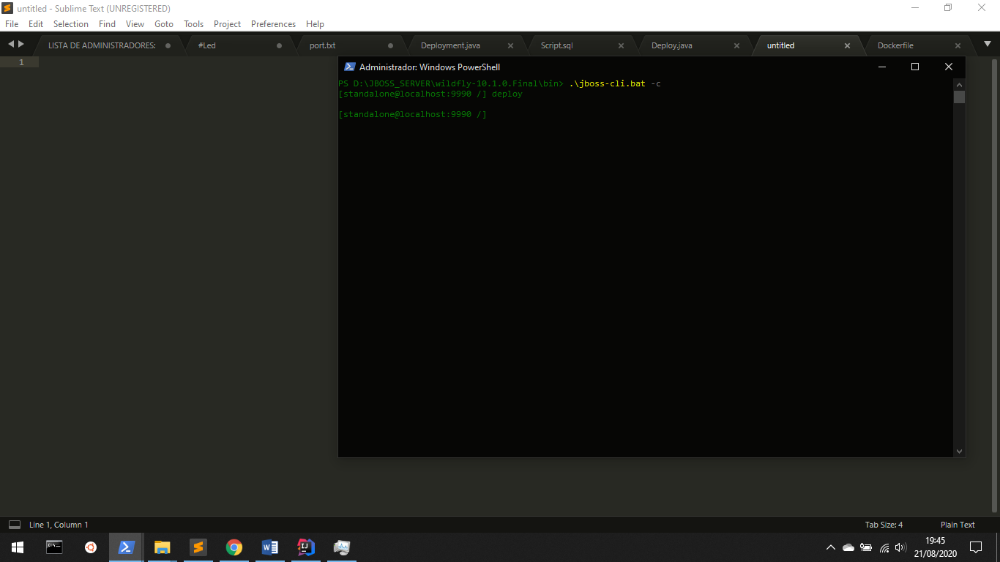 untitled - Sublime Text (UNREGISTERED)
File Edit Selection Find View Goto Tools Project Preferences Help
LISTA DE ADMINISTRADORES: #Led port.txt Deployment.java Script.sql Deploy.java untitled Dockerfile
1
Administrador: Windows PowerShell
PS D:\JBOSS_SERVER\wildfly-10.1.0.Final\bin> .\jboss-cli.bat -c
[standalone@localhost:9990 /] deploy
[standalone@localhost:9990 /]
Line 1, Column 1 Tab Size: 4 Plain Text
19:45
21/08/2020